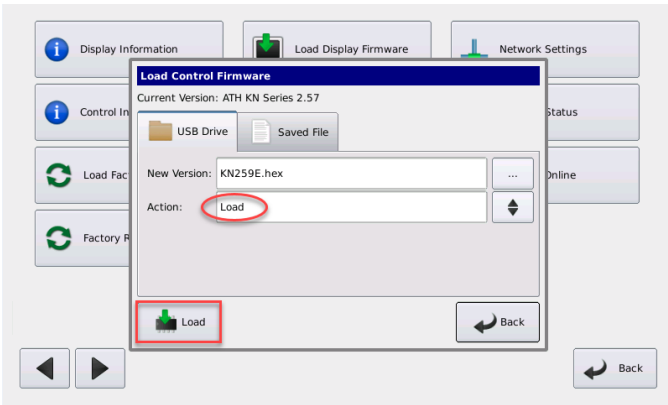 Display Information
Load Display Firmware
Network Settings
Load Control Firmware
Current Version: ATH KN Series 2.57
Control In
Status
USB Drive
Saved File
Load Fac
New Version:
KN259E.hex
...
Online
Action:
Load
Factory R
Load
Back
Back